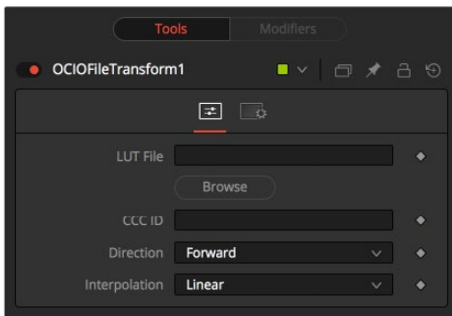 Tools Modifiers
OCIOFileTransform1
LUT File
Browse
CCC ID
Direction Forward
Interpolation Linear